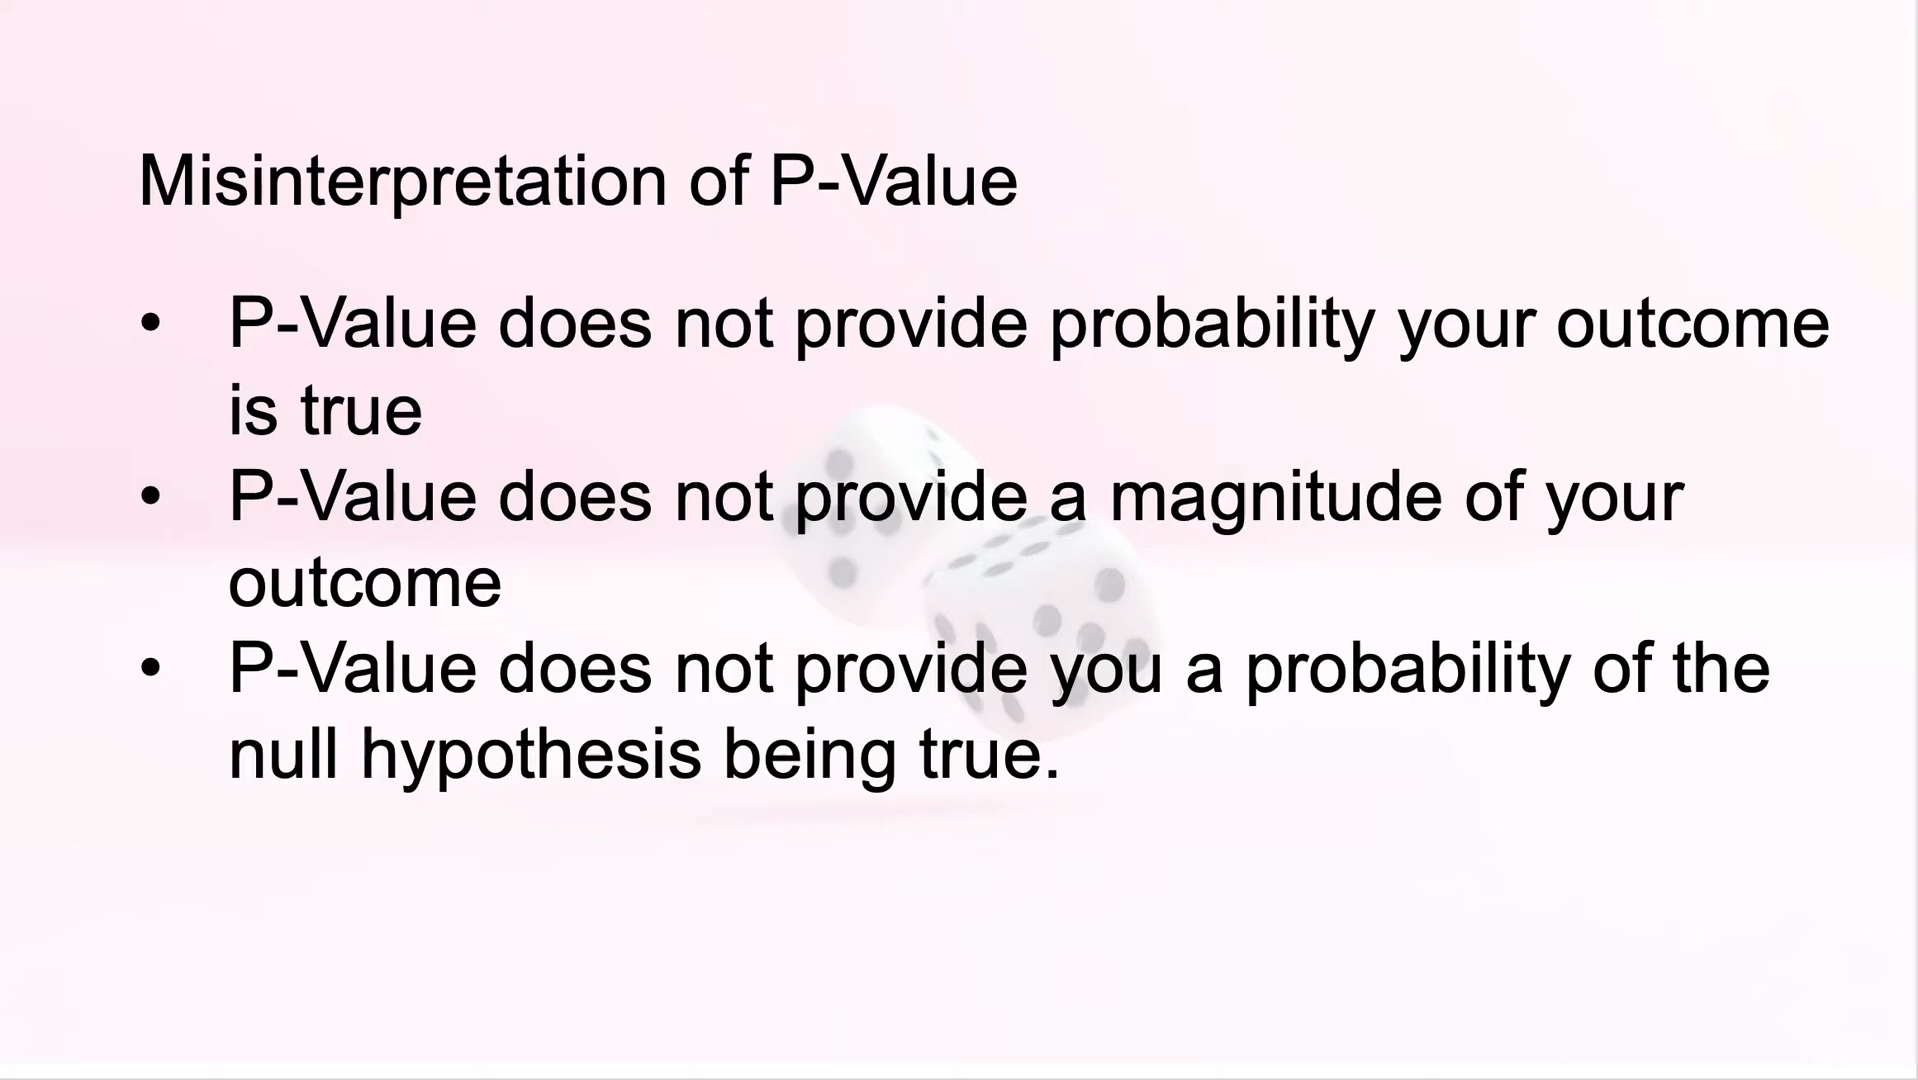 Misinterpretation of P-Value
• P-Value does not provide probability your outcome
is true
• P-Value does not provide a magnitude of your
outcome
• P-Value does not provide you a probability of the
null hypothesis being true.